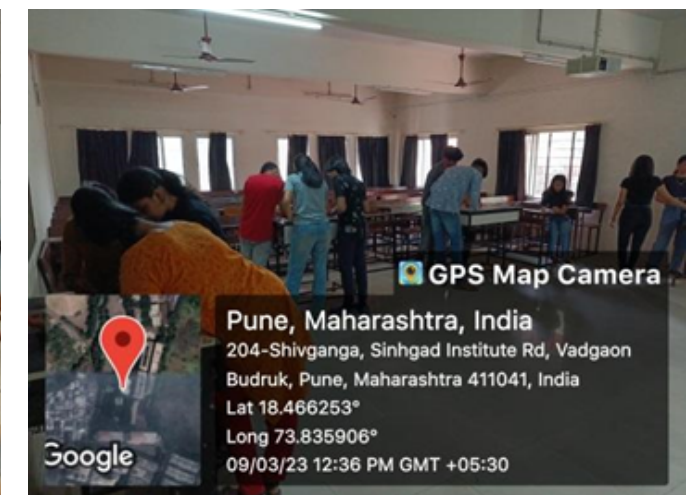 GPS Map Camera
Pune, Maharashtra, India
204-Shivganga, Sinhgad Institute Rd, Vadgaon
Budruk, Pune, Maharashtra 411041, India
Lat 18.466253°
Long 73.835906°
09/03/23 12:36 PM GMT +05:30
Google